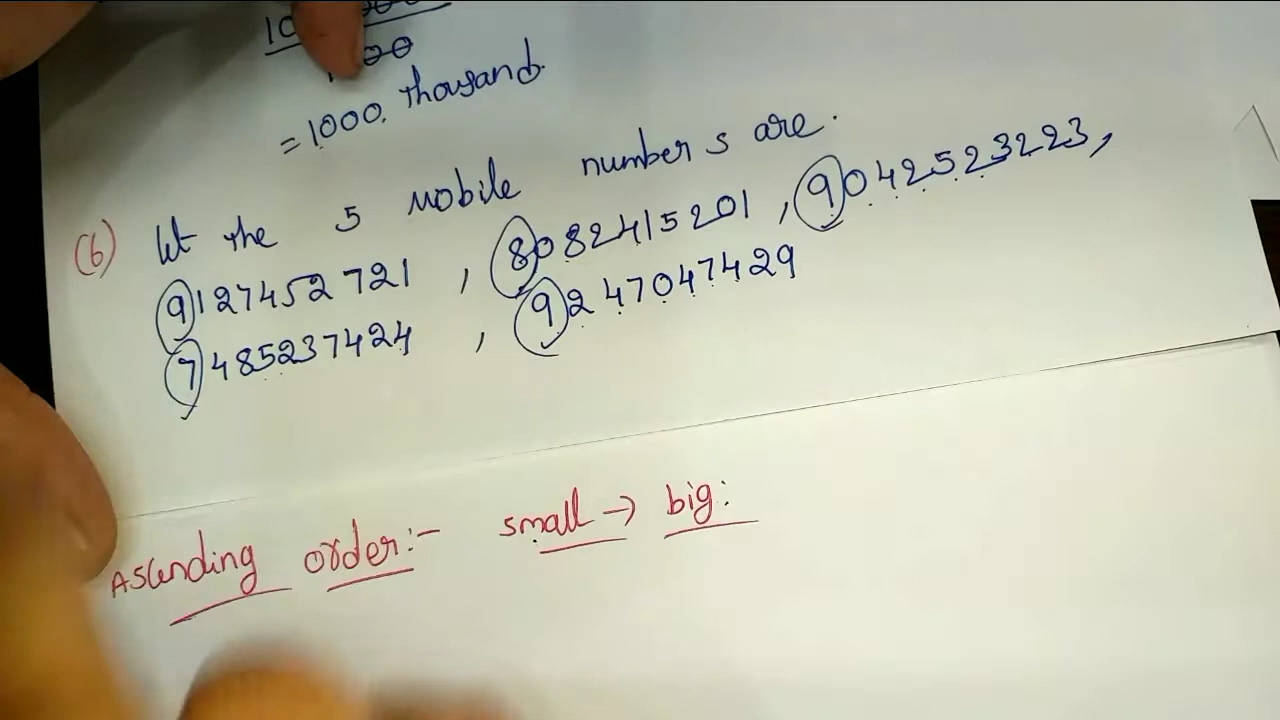 = 1000. thousand.
(6) let the 5 mobile numbers are.
9127452721 , 8082415201 , 9042523223,
7485237424 , 9247047429
Ascending order:- small → big: